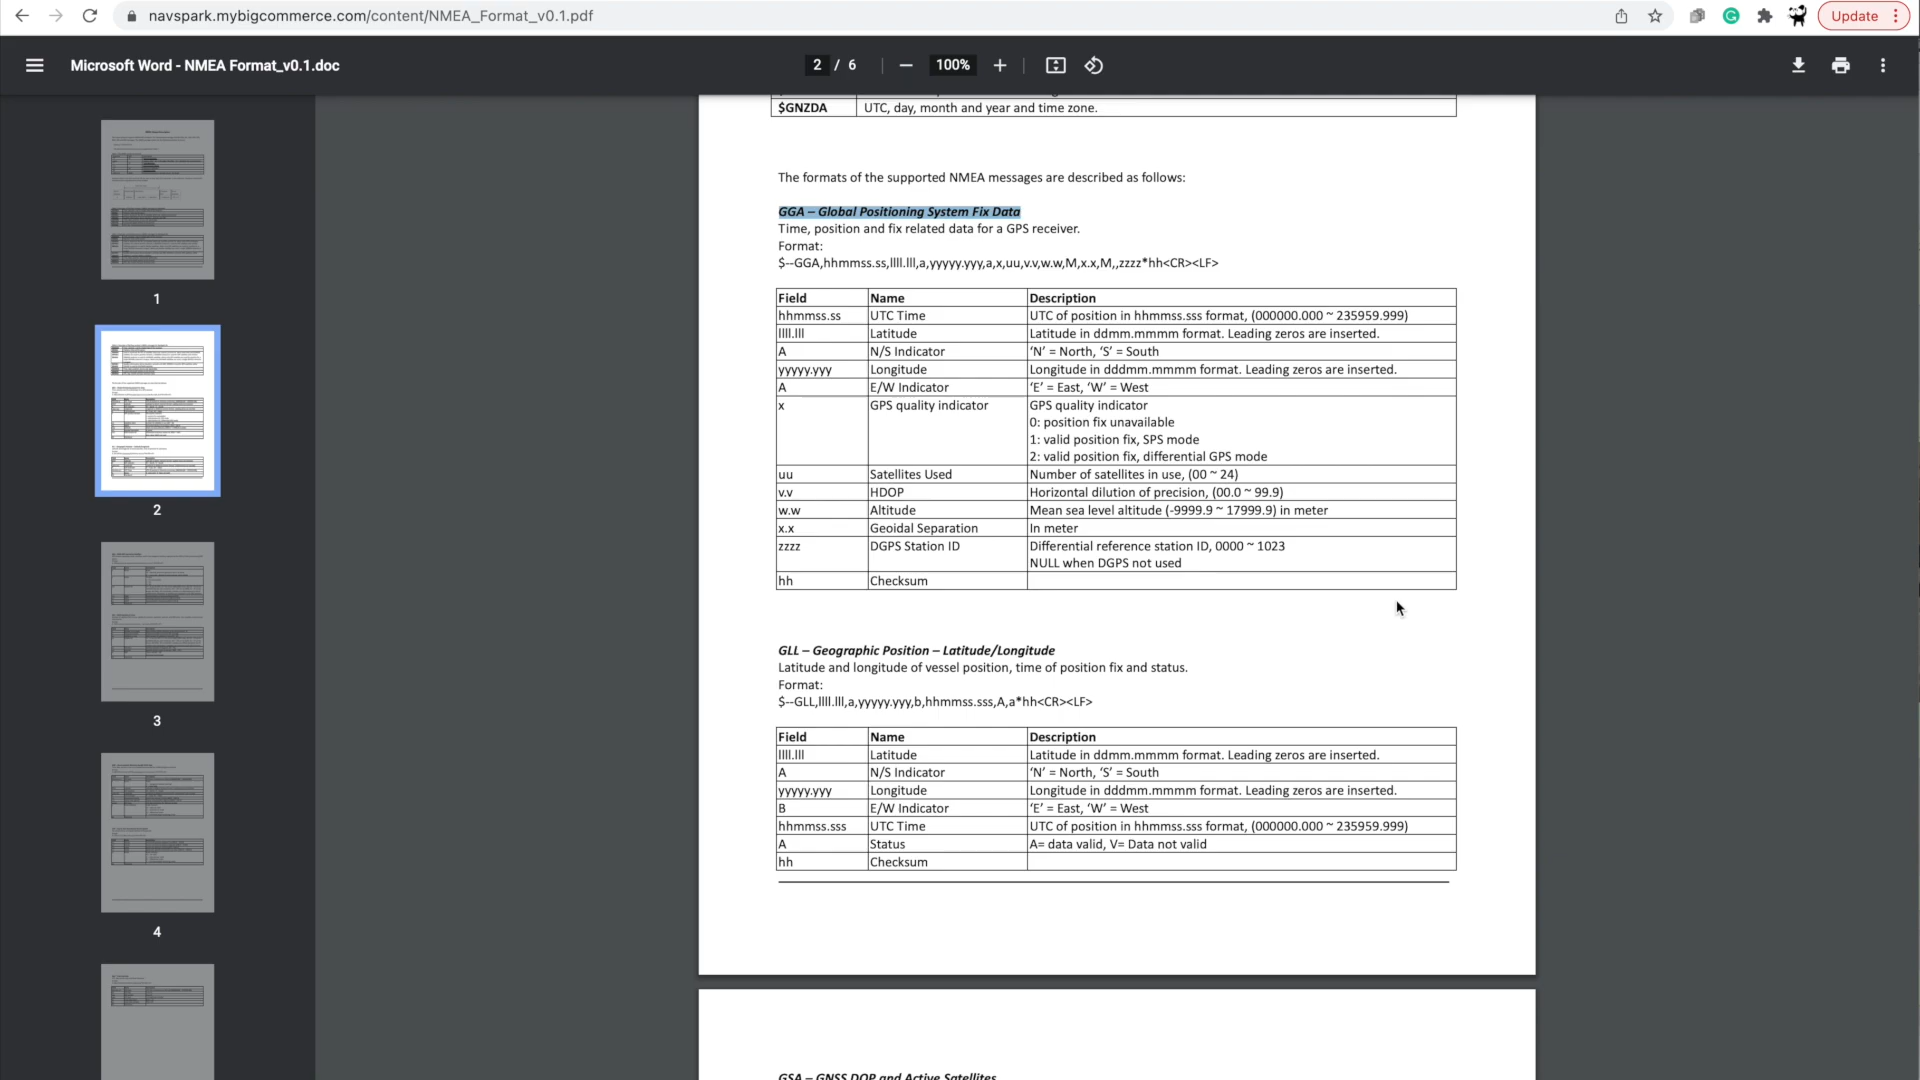 navspark.mybigcommerce.com/content/NMEA_Format_v0.1.pdf
Update
Microsoft Word - NMEA Format_v0.1.doc
2 / 6
100%
1
2
3
4
$GNZDA UTC, day, month and year and time zone.
The formats of the supported NMEA messages are described as follows:
GGA – Global Positioning System Fix Data
Time, position and fix related data for a GPS receiver.
Format:
$--GGA,hhmmss.ss,llll.lll,a,yyyyy.yyy,a,x,uu,v.v,w.w,M,x.x,M,,zzzz*hh<CR><LF>
Field Name Description
hhmmss.ss UTC Time UTC of position in hhmmss.sss format, (000000.000 ~ 235959.999)
llll.lll Latitude Latitude in ddmm.mmmm format. Leading zeros are inserted.
A N/S Indicator ‘N’ = North, ‘S’ = South
yyyyy.yyy Longitude Longitude in dddmm.mmmm format. Leading zeros are inserted.
A E/W Indicator ‘E’ = East, ‘W’ = West
x GPS quality indicator GPS quality indicator
0: position fix unavailable
1: valid position fix, SPS mode
2: valid position fix, differential GPS mode
uu Satellites Used Number of satellites in use, (00 ~ 24)
v.v HDOP Horizontal dilution of precision, (00.0 ~ 99.9)
w.w Altitude Mean sea level altitude (-9999.9 ~ 17999.9) in meter
x.x Geoidal Separation In meter
zzzz DGPS Station ID Differential reference station ID, 0000 ~ 1023
NULL when DGPS not used
hh Checksum
GLL – Geographic Position – Latitude/Longitude
Latitude and longitude of vessel position, time of position fix and status.
Format:
$--GLL,llll.lll,a,yyyyy.yyy,b,hhmmss.sss,A,a*hh<CR><LF>
Field Name Description
llll.lll Latitude Latitude in ddmm.mmmm format. Leading zeros are inserted.
A N/S Indicator ‘N’ = North, ‘S’ = South
yyyyy.yyy Longitude Longitude in dddmm.mmmm format. Leading zeros are inserted.
B E/W Indicator ‘E’ = East, ‘W’ = West
hhmmss.sss UTC Time UTC of position in hhmmss.sss format, (000000.000 ~ 235959.999)
A Status A= data valid, V= Data not valid
hh Checksum
GSA – GNSS DOP and Active Satellites